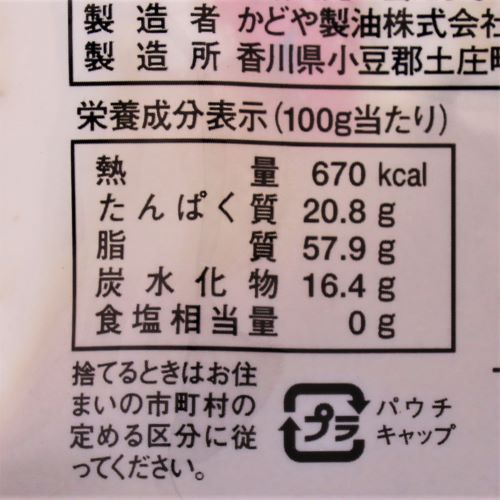 製造者 かどや製油株式会社
製造所 香川県小豆郡土庄町
栄養成分表示(100g当たり)
熱量 670 kcal
たんぱく質 20.8 g
脂質 57.9 g
炭水化物 16.4 g
食塩相当量 0 g
捨てるときはお住
まいの市町村の
定める区分に従
ってください。
プラ
パウチ
キャップ